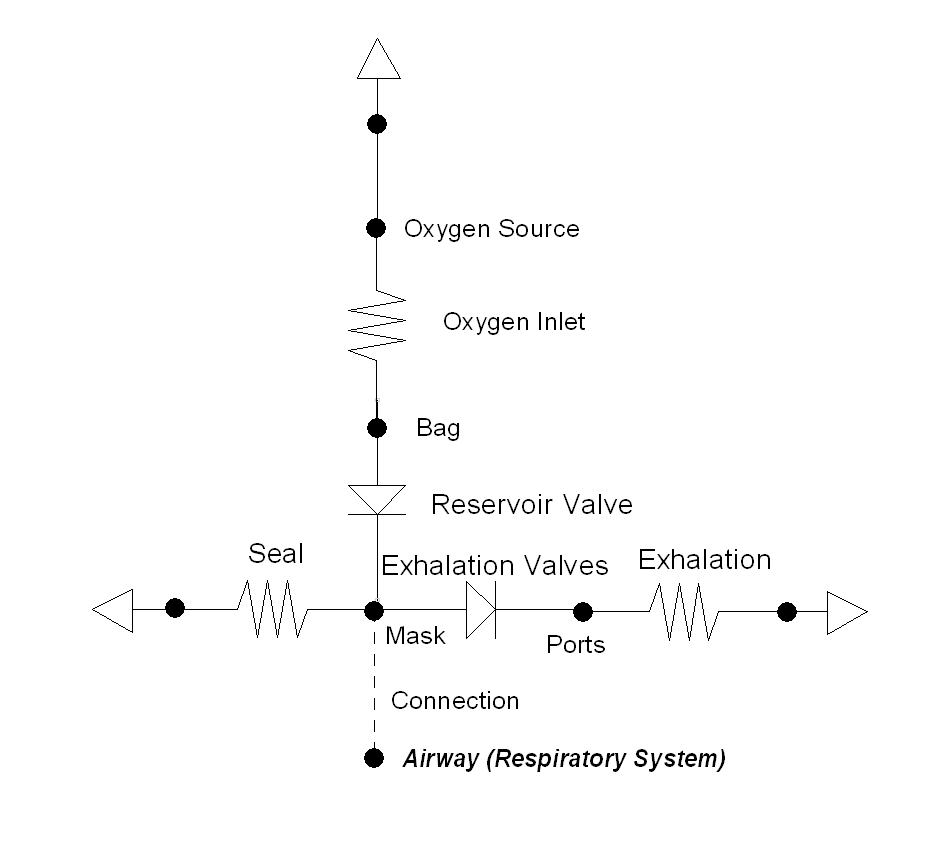 Oxygen Source
Oxygen Inlet
Bag
Reservoir Valve
Seal
Exhalation Valves
Exhalation
Mask
Ports
Connection
Airway (Respiratory System)